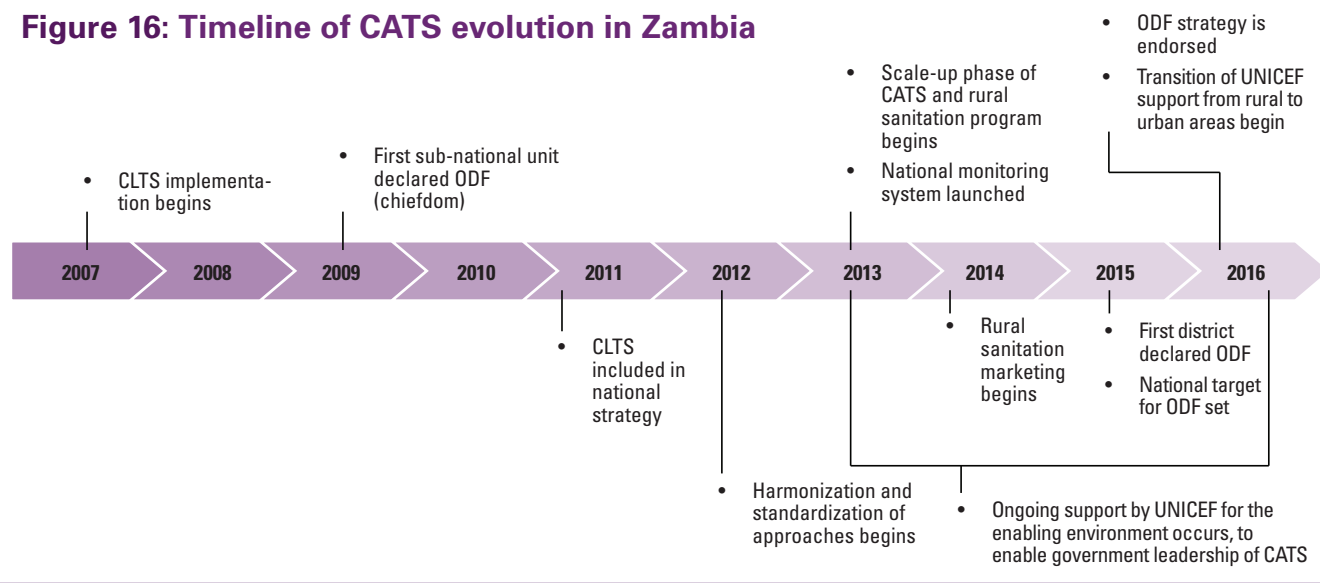 Figure 16: Timeline of CATS evolution in Zambia
• CLTS implementa-
tion begins
• First sub-national unit
declared ODF
(chiefdom)
• Scale-up phase of
CATS and rural
sanitation program
begins
• National monitoring
system launched
• ODF strategy is
endorsed
• Transition of UNICEF
support from rural to
urban areas begin
2007 2008 2009 2010 2011 2012 2013 2014 2015 2016
• CLTS
included in
national
strategy
• Harmonization and
standardization of
approaches begins
• Rural
sanitation
marketing
begins
• First district
declared ODF
• National target
for ODF set
• Ongoing support by UNICEF for the
enabling environment occurs, to
enable government leadership of CATS